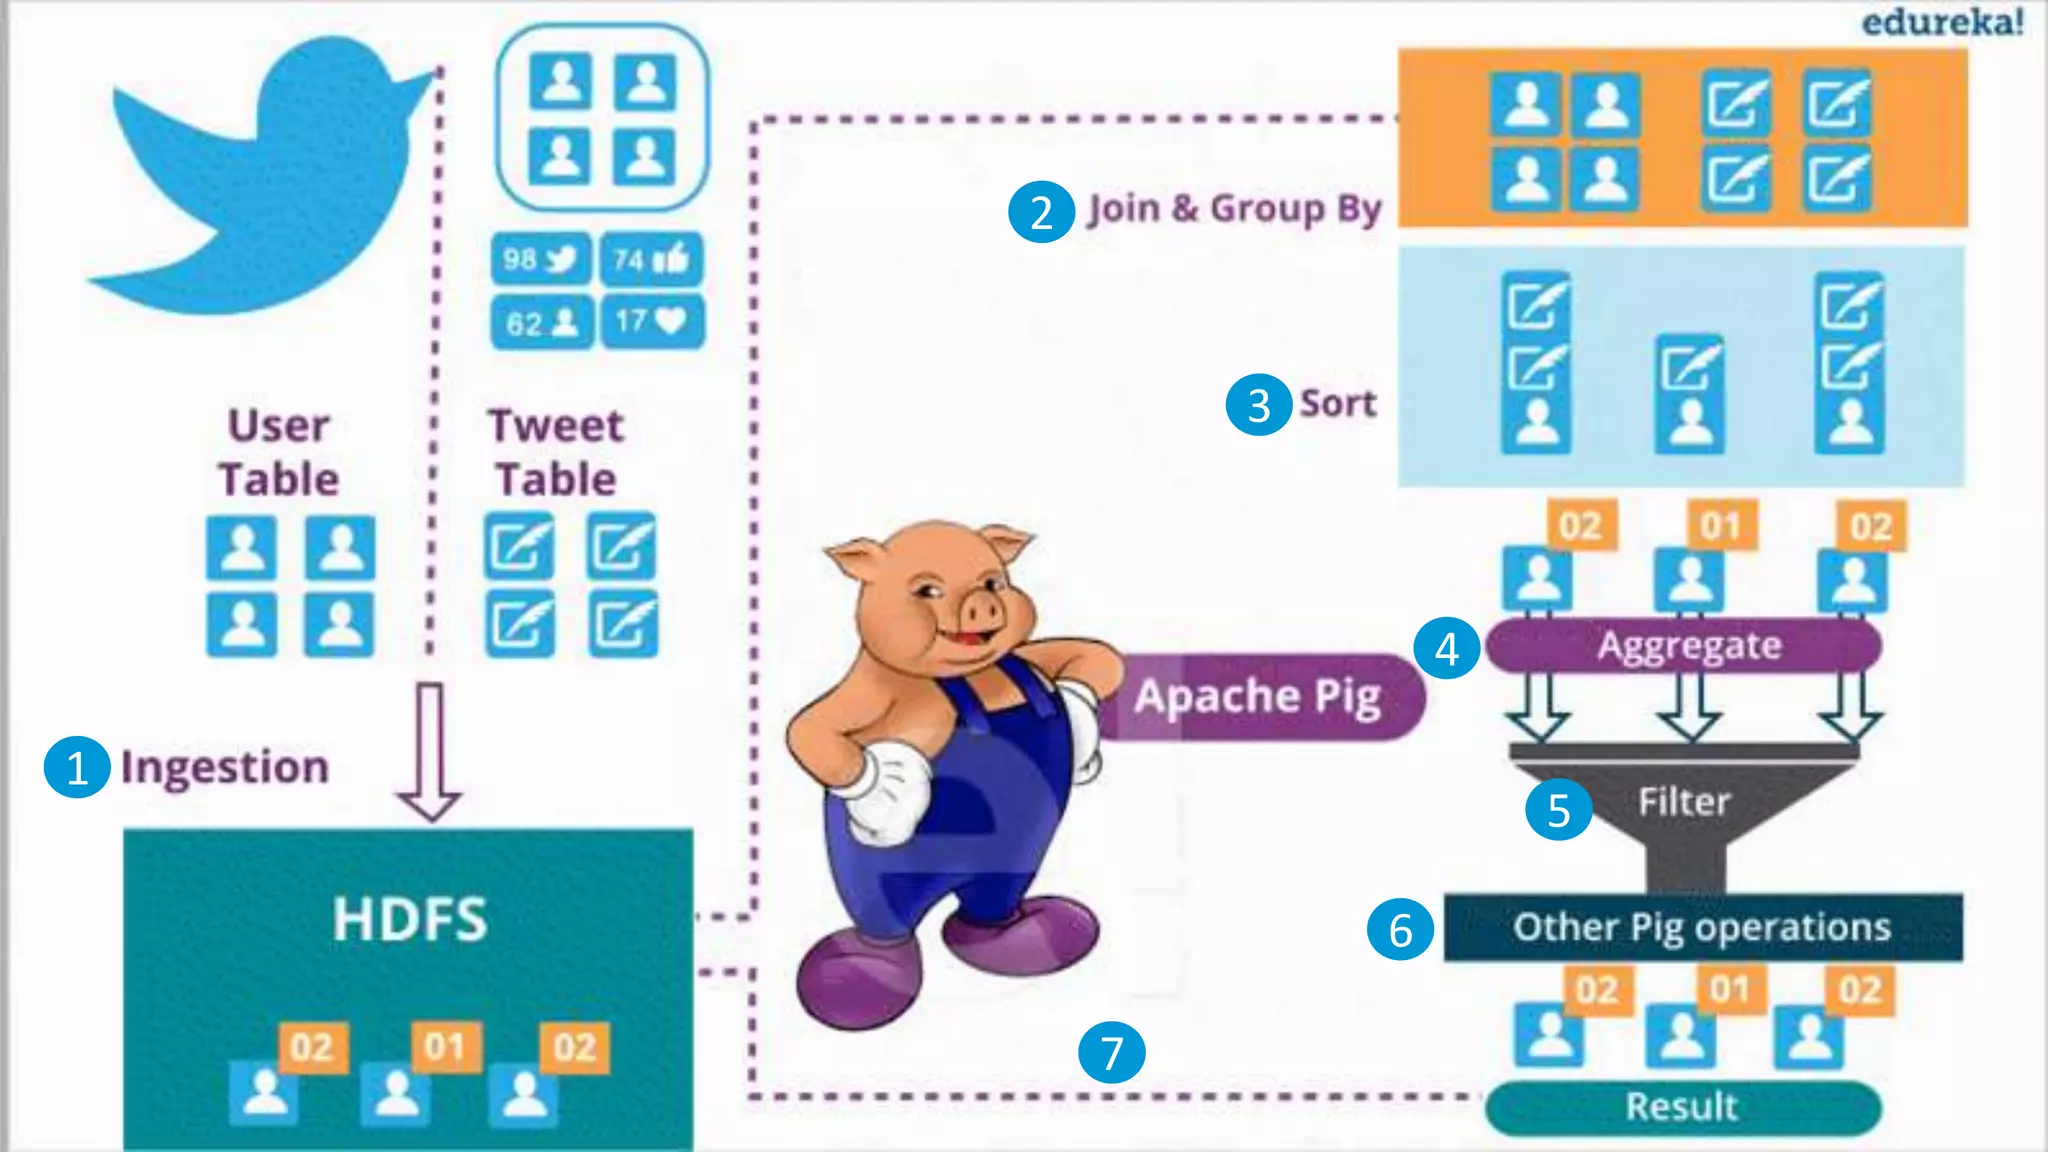 edureka!
98
74
62
17
User
Table
Tweet
Table
1 Ingestion
HDFS
02 01 02
2 Join & Group By
3 Sort
02 01 02
Apache Pig
4 Aggregate
5 Filter
6 Other Pig operations
02 01 02
7
Result